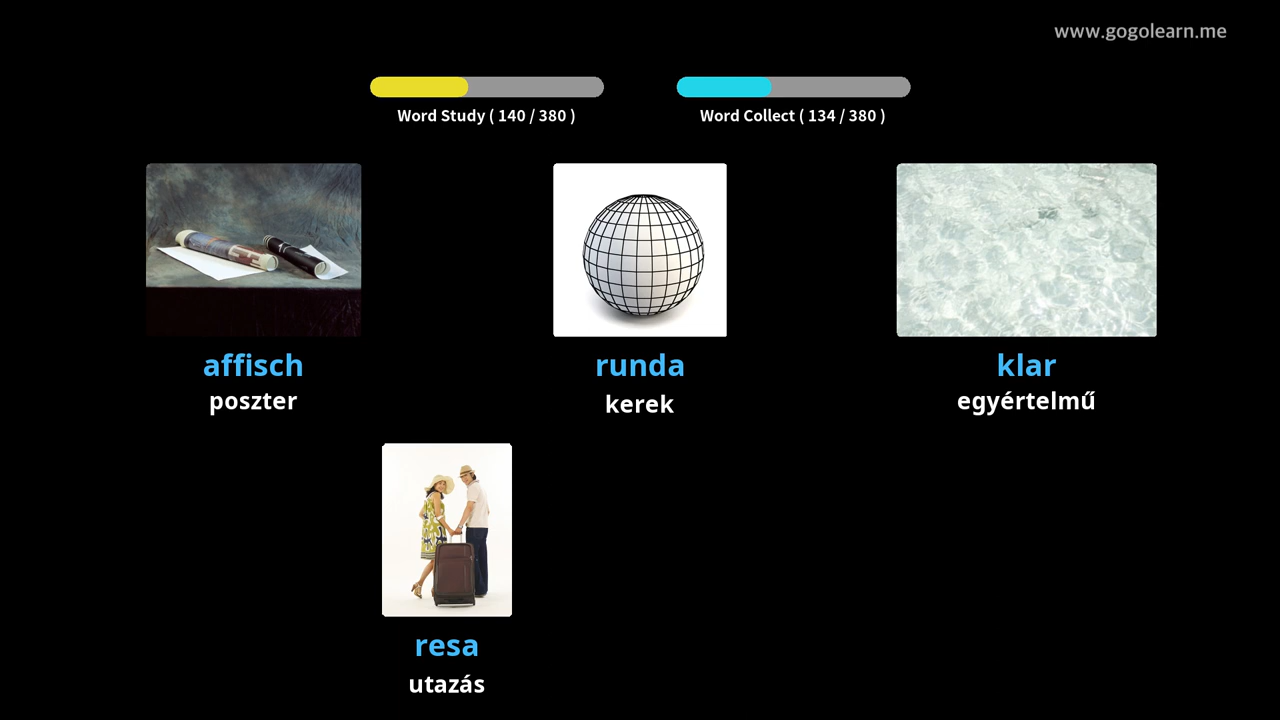 www.gogolearn.me
Word Study ( 140 / 380 )
Word Collect ( 134 / 380 )
affisch
poszter
runda
kerek
klar
egyértelmű
resa
utazás